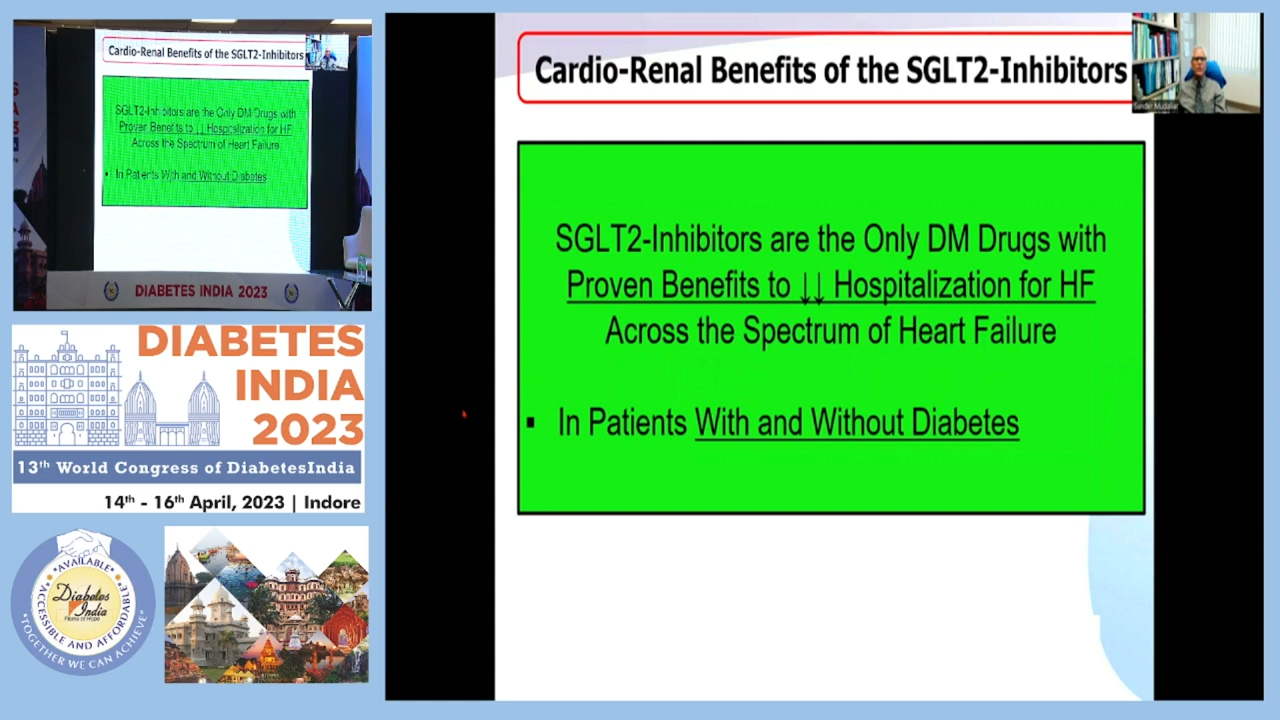 Cardio-Renal Benefits of the SGLT2-Inhibitors
SGLT2-Inhibitors are the Only DM Drugs with
Proven Benefits to ↓↓ Hospitalization for HF
Across the Spectrum of Heart Failure
▪ In Patients With and Without Diabetes
DIABETES INDIA 2023
Cardio-Renal Benefits of the SGLT2-Inhibitors
SGLT2-Inhibitors are the Only DM Drugs with
Proven Benefits to ↓↓ Hospitalization for HF
Across the Spectrum of Heart Failure
▪ In Patients With and Without Diabetes
Sunder Mudaliar
DIABETES
INDIA
2023
13th World Congress of DiabetesIndia
14th - 16th April, 2023 | Indore
*AVAILABLE*
*ACCESSIBLE AND AFFORDABLE*
"TOGETHER WE CAN ACHIEVE"
Diabetes
India